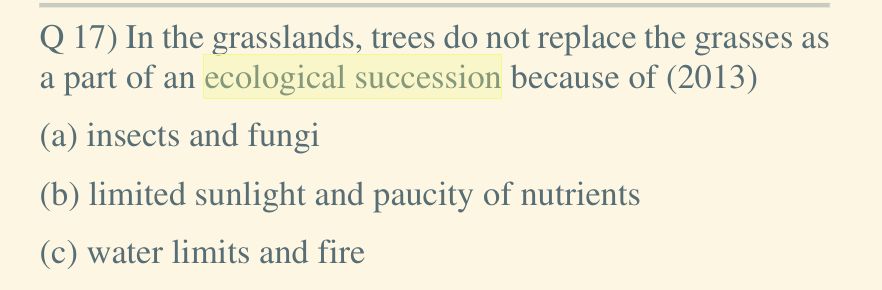 Q 17) In the grasslands, trees do not replace the grasses as
a part of an ecological succession because of (2013)
(a) insects and fungi
(b) limited sunlight and paucity of nutrients
(c) water limits and fire